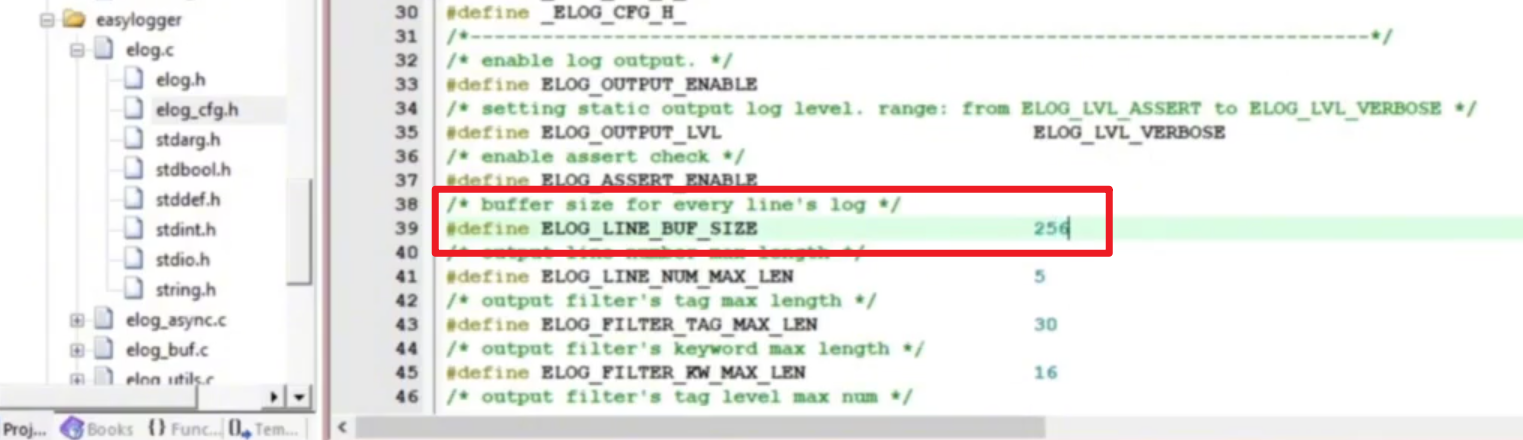 easylogger
elog.c
elog.h
elog_cfg.h
stdarg.h
stdbool.h
stddef.h
stdint.h
stdio.h
string.h
elog_async.c
elog_buf.c
elog_utils.c
Proj... Books {} Func... Tem...
30 #define _ELOG_CFG_H_
31 /*---------------------------------------------------------------------------*/
32 /* enable log output. */
33 #define ELOG_OUTPUT_ENABLE
34 /* setting static output log level. range: from ELOG_LVL_ASSERT to ELOG_LVL_VERBOSE */
35 #define ELOG_OUTPUT_LVL ELOG_LVL_VERBOSE
36 /* enable assert check */
37 #define ELOG_ASSERT_ENABLE
38 /* buffer size for every line's log */
39 #define ELOG_LINE_BUF_SIZE 256
40 /* output line number max length */
41 #define ELOG_LINE_NUM_MAX_LEN 5
42 /* output filter's tag max length */
43 #define ELOG_FILTER_TAG_MAX_LEN 30
44 /* output filter's keyword max length */
45 #define ELOG_FILTER_KW_MAX_LEN 16
46 /* output filter's tag level max num */